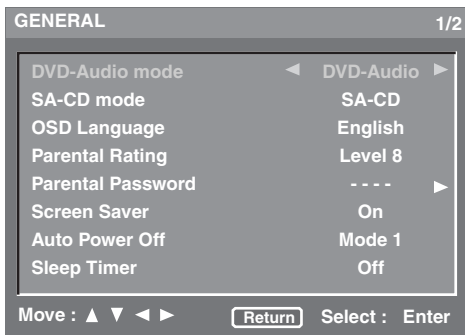 GENERAL 1/2
DVD-Audio mode ◄ DVD-Audio ►
SA-CD mode SA-CD
OSD Language English
Parental Rating Level 8
Parental Password - - - - ►
Screen Saver On
Auto Power Off Mode 1
Sleep Timer Off
Move : ▲ ▼ ◄ ► Return Select : Enter